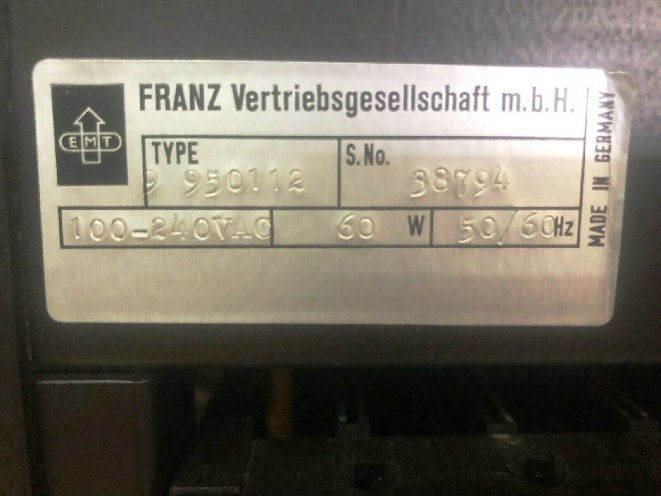 FRANZ Vertriebsgesellschaft m.b.H.
EMT
TYPE
9 950112
S.No.
38794
100-240VAC
60 W
50/60Hz
MADE IN GERMANY